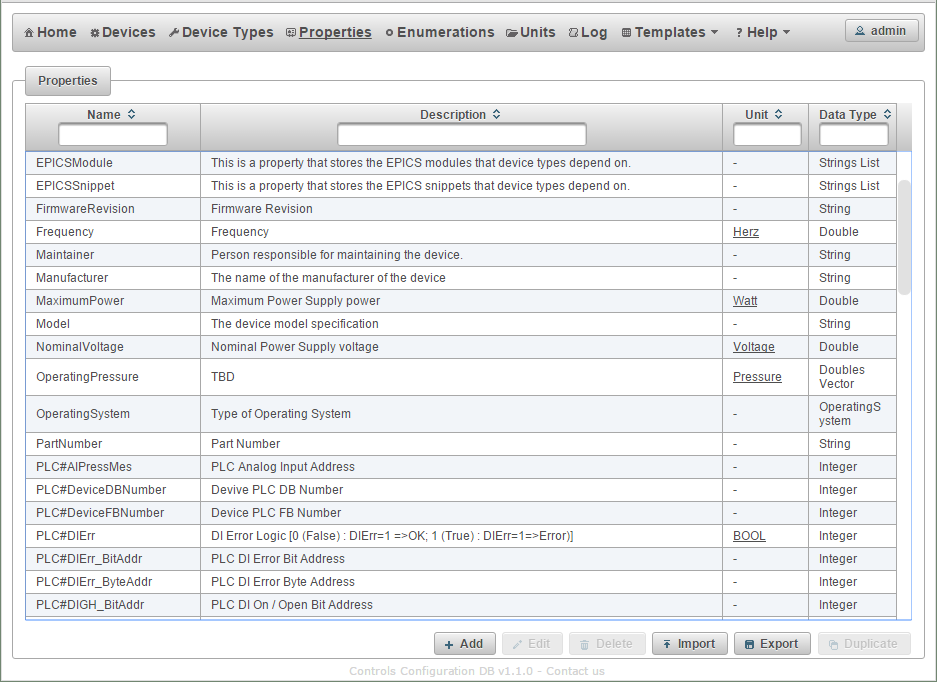 Home Devices Device Types Properties Enumerations Units Log Templates ? Help admin
Properties
Name Description Unit Data Type
EPICSModule This is a property that stores the EPICS modules that device types depend on. - Strings List
EPICSSnippet This is a property that stores the EPICS snippets that device types depend on. - Strings List
FirmwareRevision Firmware Revision - String
Frequency Frequency Herz Double
Maintainer Person responsible for maintaining the device. - String
Manufacturer The name of the manufacturer of the device - String
MaximumPower Maximum Power Supply power Watt Double
Model The device model specification - String
NominalVoltage Nominal Power Supply voltage Voltage Double
OperatingPressure TBD Pressure Doubles
Vector
OperatingSystem Type of Operating System - OperatingS
ystem
PartNumber Part Number - String
PLC#AIPressMes PLC Analog Input Address - Integer
PLC#DeviceDBNumber Devive PLC DB Number - Integer
PLC#DeviceFBNumber Device PLC FB Number - Integer
PLC#DIErr DI Error Logic [0 (False) : DIErr=1 =>OK; 1 (True) : DIErr=1=>Error)] BOOL Integer
PLC#DIErr_BitAddr PLC DI Error Bit Address - Integer
PLC#DIErr_ByteAddr PLC DI Error Byte Address - Integer
PLC#DIGH_BitAddr PLC DI On / Open Bit Address - Integer
+ Add Edit Delete Import Export Duplicate
Controls Configuration DB v1.1.0 - Contact us